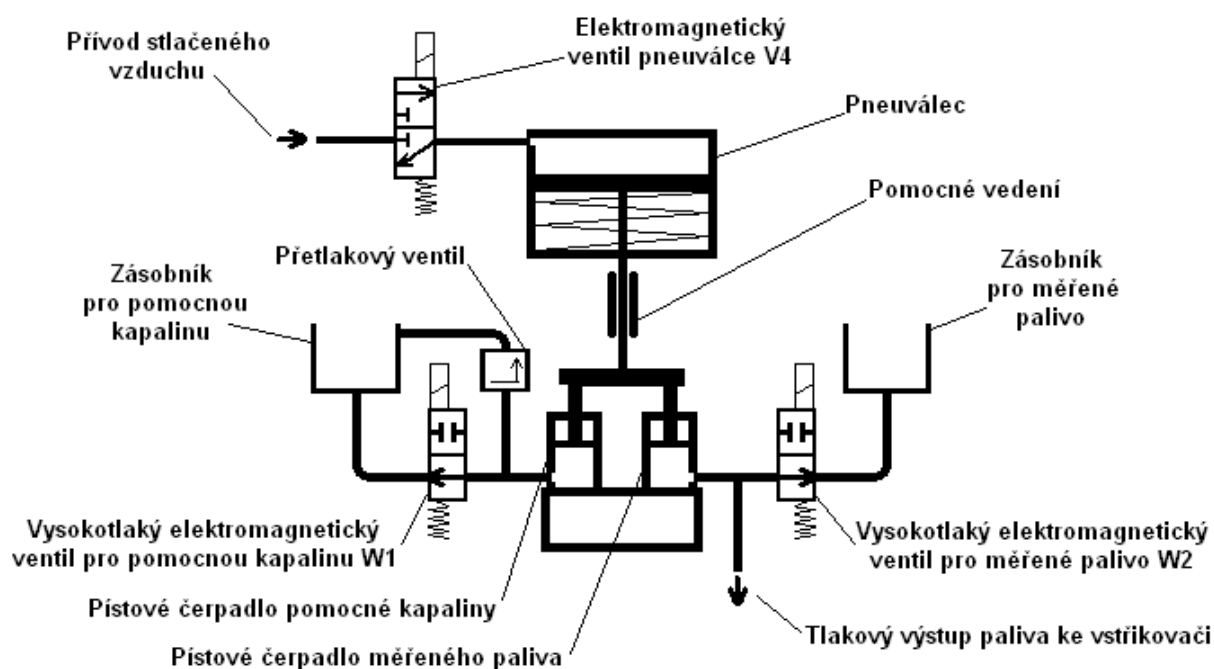 Přívod stlačeného
vzduchu
Elektromagnetický
ventil pneuválce V4
Pneuválec
Pomocné vedení
Přetlakový ventil
Zásobník
pro pomocnou
kapalinu
Zásobník
pro měřené
palivo
Vysokotlaký elektromagnetický
ventil pro pomocnou kapalinu W1
Vysokotlaký elektromagnetický
ventil pro měřené palivo W2
Pístové čerpadlo pomocné kapaliny
Pístové čerpadlo měřeného paliva
Tlakový výstup paliva ke vstřikovači